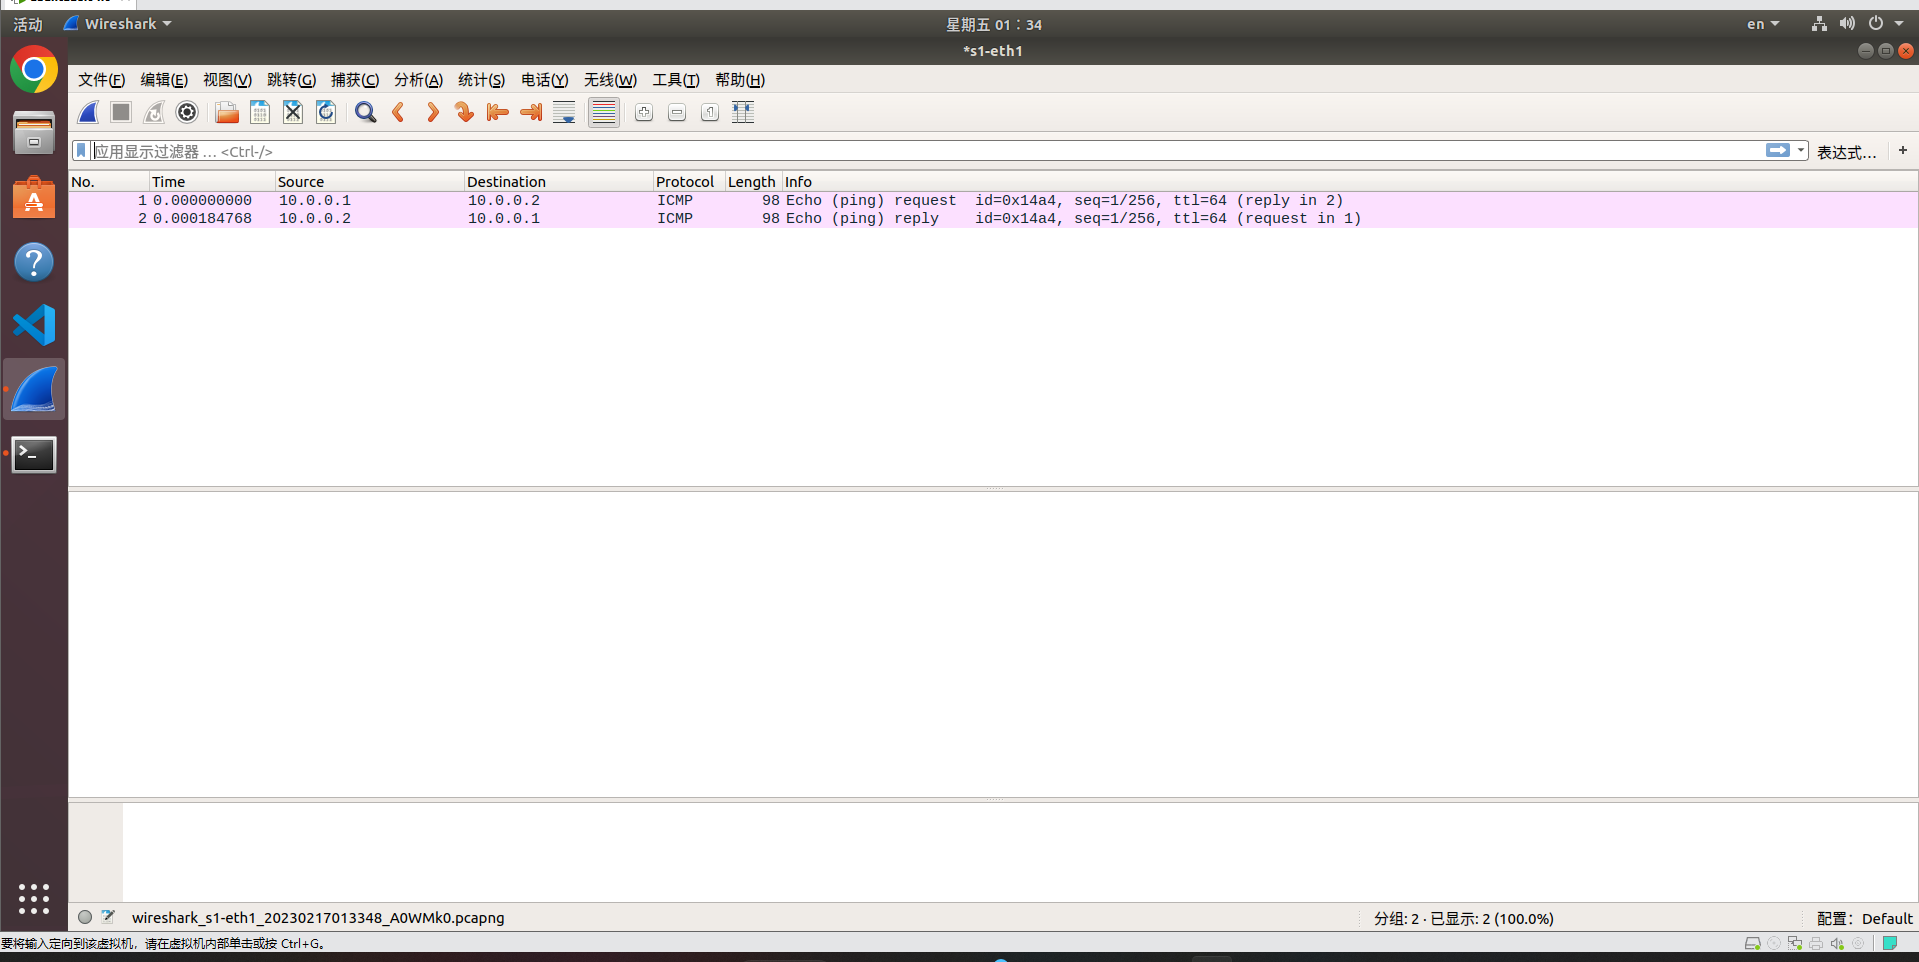 活动 Wireshark 星期五 01：34 en
*s1-eth1
文件(F) 编辑(E) 视图(V) 跳转(G) 捕获(C) 分析(A) 统计(S) 电话(Y) 无线(W) 工具(T) 帮助(H)
应用显示过滤器 … <Ctrl-/> 表达式… +
No. Time Source Destination Protocol Length Info
1 0.000000000 10.0.0.1 10.0.0.2 ICMP 98 Echo (ping) request id=0x14a4, seq=1/256, ttl=64 (reply in 2)
2 0.000184768 10.0.0.2 10.0.0.1 ICMP 98 Echo (ping) reply id=0x14a4, seq=1/256, ttl=64 (request in 1)
wireshark_s1-eth1_20230217013348_A0WMk0.pcapng 分组: 2 · 已显示: 2 (100.0%) 配置： Default
要将输入定向到该虚拟机，请在虚拟机内部单击或按 Ctrl+G。